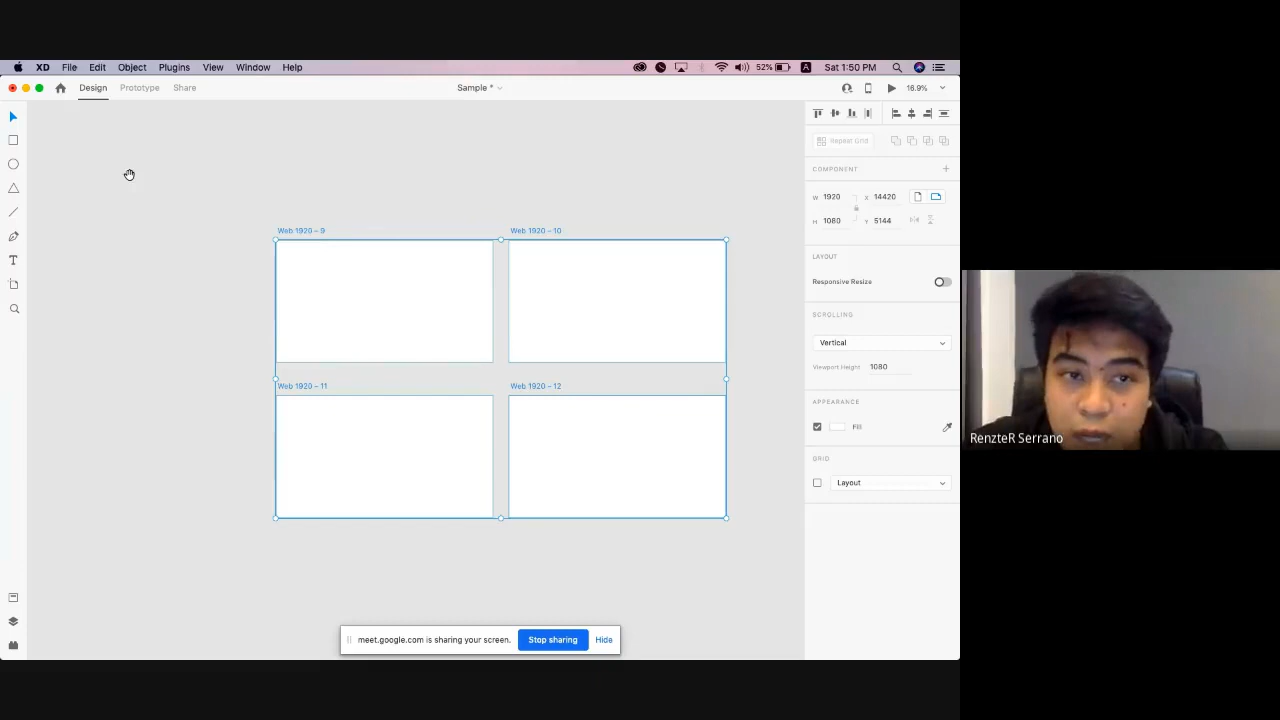 XD File Edit Object Plugins View Window Help
52% A Sat 1:50 PM
Design Prototype Share
Sample *
16.9%
Repeat Grid
COMPONENT
W 1920 X 14420
H 1080 Y 5144
LAYOUT
Responsive Resize
SCROLLING
Vertical
Viewport Height 1080
APPEARANCE
Fill
GRID
Layout
Web 1920 – 9
Web 1920 – 10
Web 1920 – 11
Web 1920 – 12
T
RenzteR Serrano
meet.google.com is sharing your screen.
Stop sharing
Hide